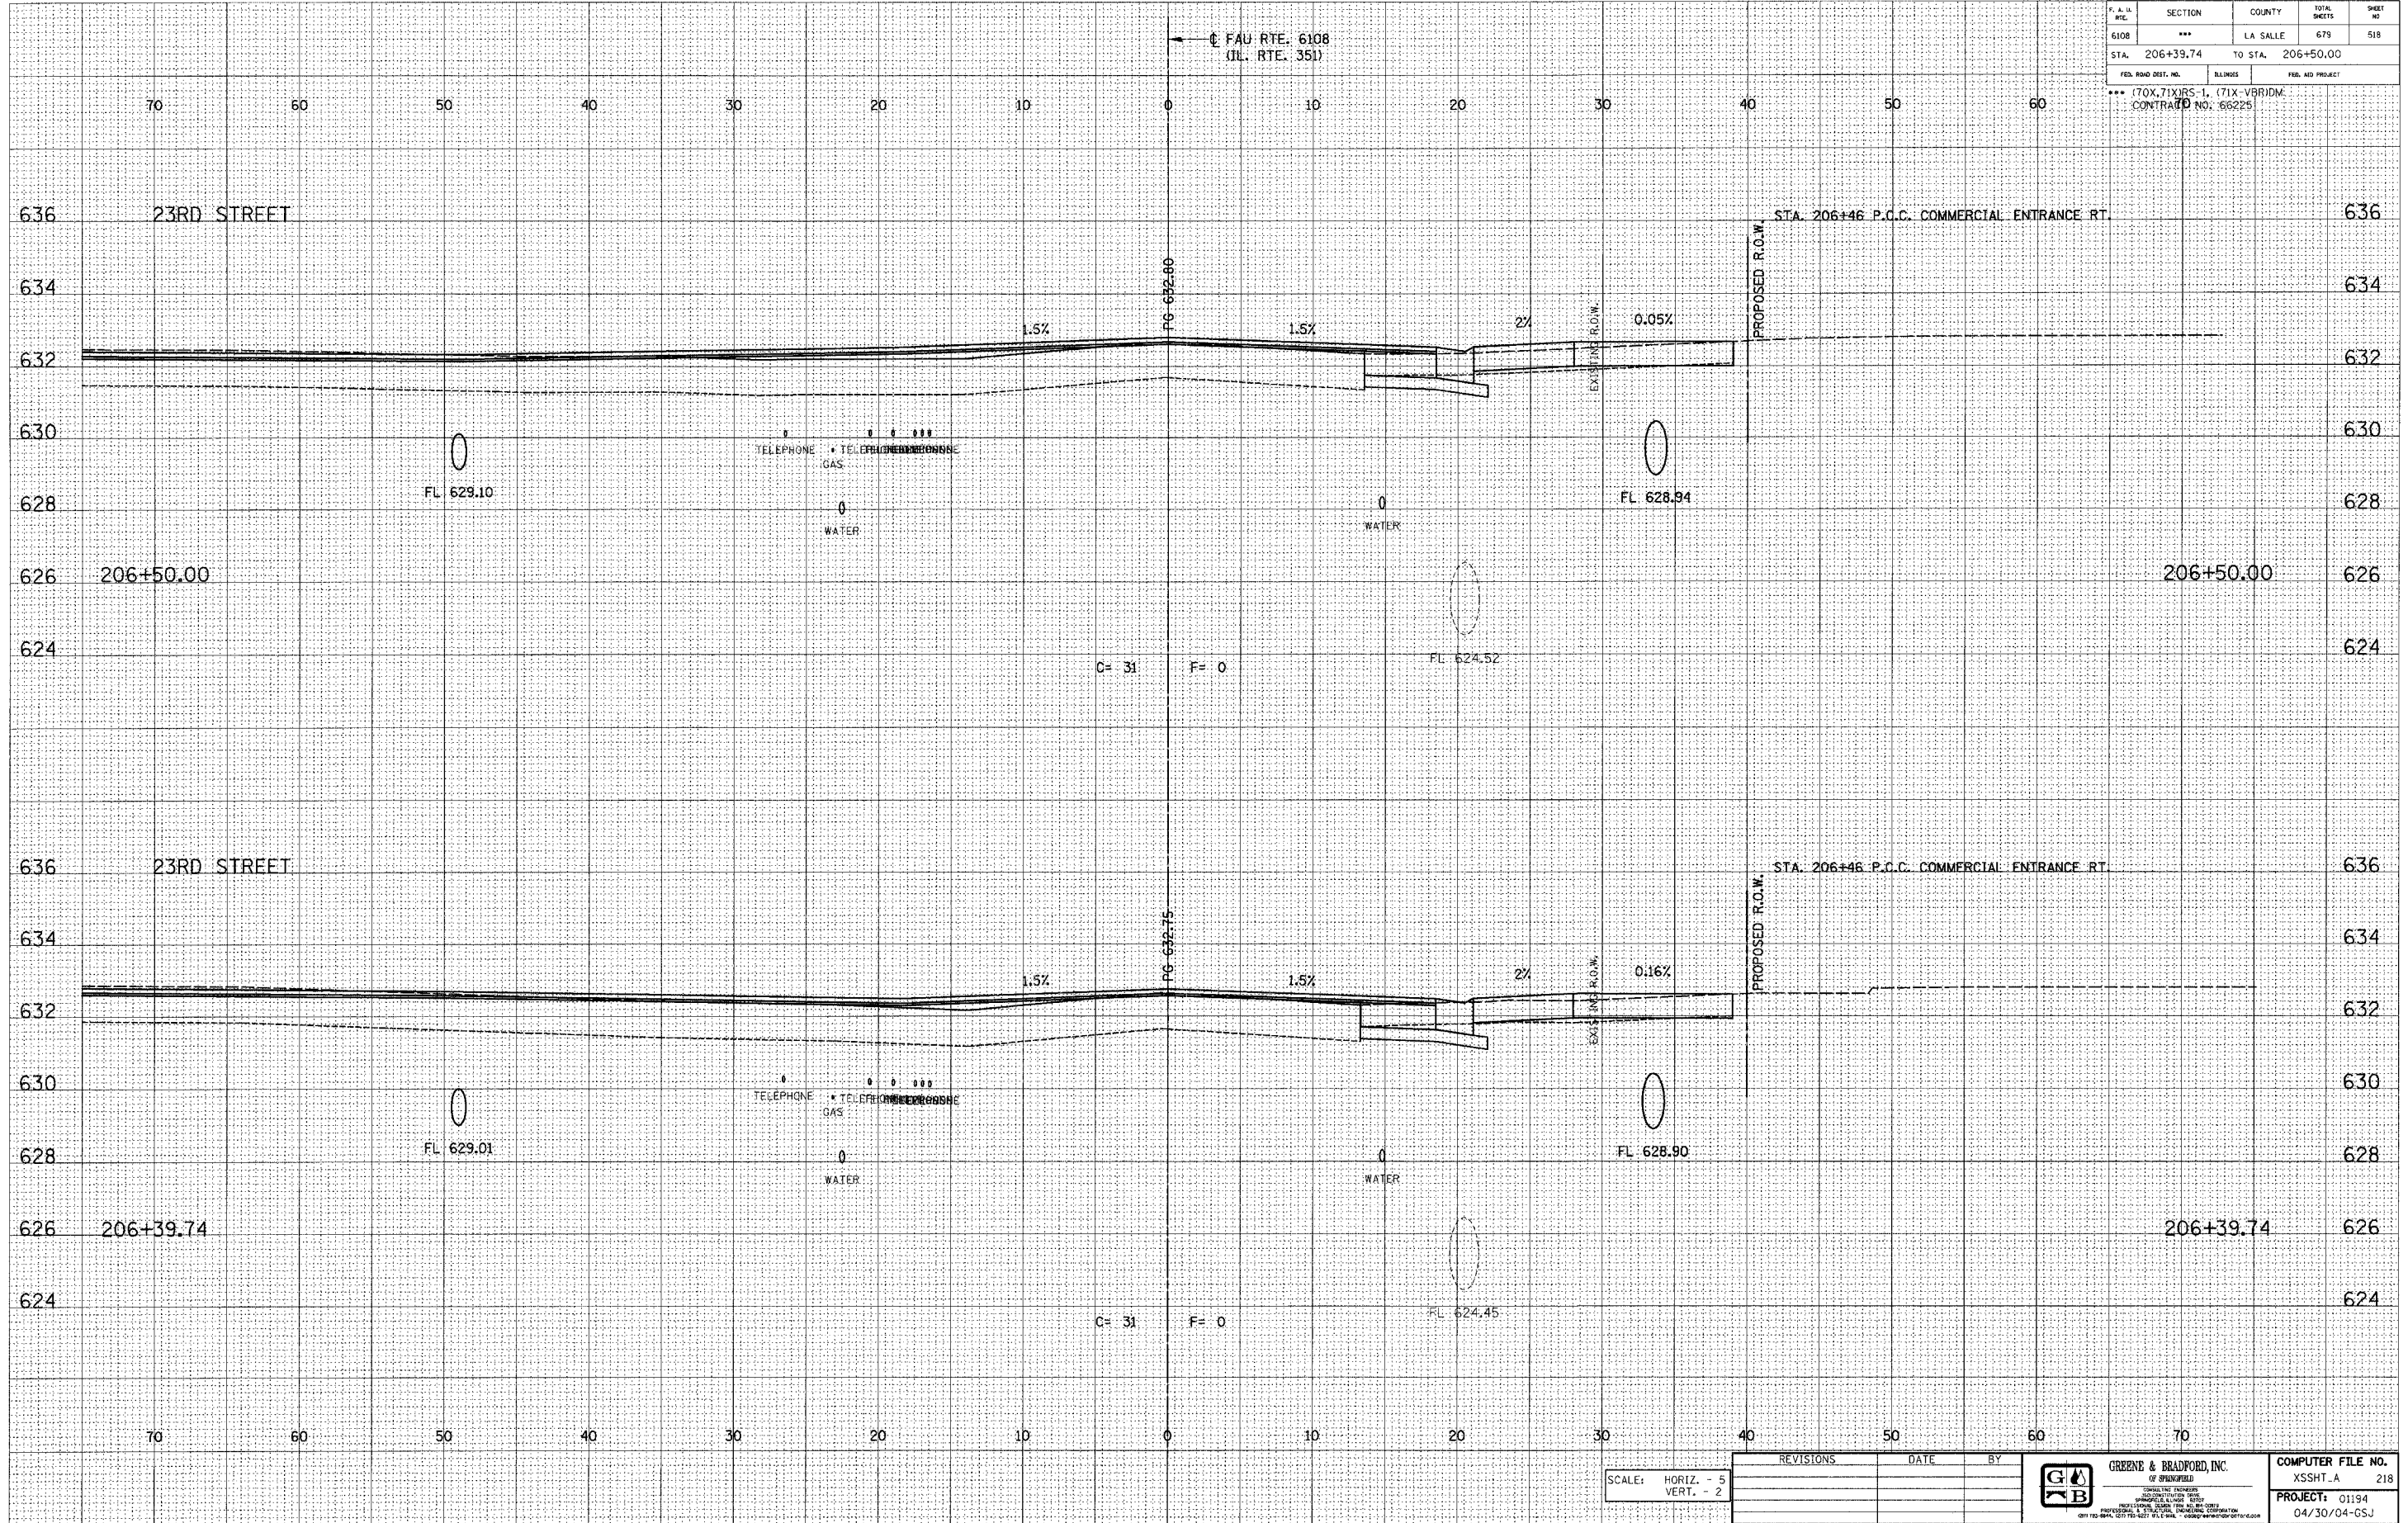 F. A. U. RTE. SECTION COUNTY TOTAL SHEETS SHEET NO
6108 *** LA SALLE 679 518
STA. 206+39.74 TO STA. 206+50.00
FED. ROAD DIST. NO. ILLINOIS FED. AID PROJECT
*** (70X,71X)RS-1, (71X-VBR)DM
CONTRACT NO. 66225
℄ FAU RTE. 6108
(IL. RTE. 351)
70 60 50 40 30 20 10 0 10 20 30 40 50 60 70
636 23RD STREET STA. 206+46 P.C.C. COMMERCIAL ENTRANCE RT. 636
PROPOSED R.O.W.
PG 632.80
634 634
1.5% 1.5% 2% 0.05%
EXISTING R.O.W.
632 632
630 630
TELEPHONE
GAS
FL 629.10 FL 628.94
628 628
WATER WATER
626 206+50.00 206+50.00 626
624 624
FL 624.52
C= 31 F= 0
636 23RD STREET STA. 206+46 P.C.C. COMMERCIAL ENTRANCE RT. 636
PROPOSED R.O.W.
PG 632.75
634 634
1.5% 1.5% 2% 0.16%
EXISTING R.O.W.
632 632
630 630
TELEPHONE
GAS
FL 629.01 FL 628.90
628 628
WATER WATER
626 206+39.74 206+39.74 626
624 624
FL 624.45
C= 31 F= 0
70 60 50 40 30 20 10 0 10 20 30 40 50 60 70
SCALE: HORIZ. - 5
VERT. - 2
REVISIONS DATE BY
G B
GREENE & BRADFORD, INC.
OF SPRINGFIELD
CONSULTING ENGINEERS
3501 CONSTITUTION DRIVE
SPRINGFIELD, ILLINOIS 62707
COMPUTER FILE NO.
XSSHT_A 218
PROJECT: 01194
04/30/04-GSJ